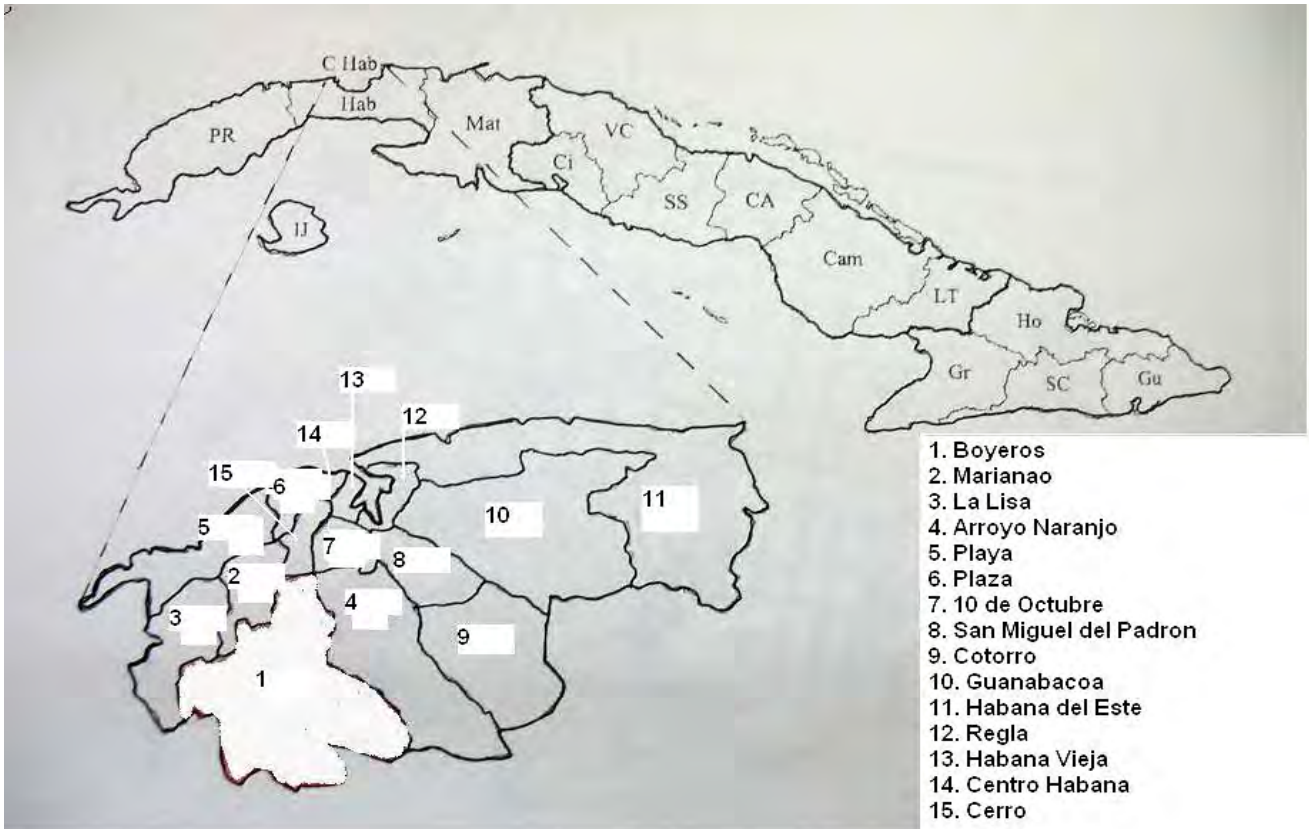 C Hab
Hab
PR
Mat
VC
Ci
SS
CA
IJ
Cam
LT
Ho
Gr
SC
Gu
13
12
14
15
6
5
11
10
7
8
2
4
3
9
1
1. Boyeros
2. Marianao
3. La Lisa
4. Arroyo Naranjo
5. Playa
6. Plaza
7. 10 de Octubre
8. San Miguel del Padron
9. Cotorro
10. Guanabacoa
11. Habana del Este
12. Regla
13. Habana Vieja
14. Centro Habana
15. Cerro